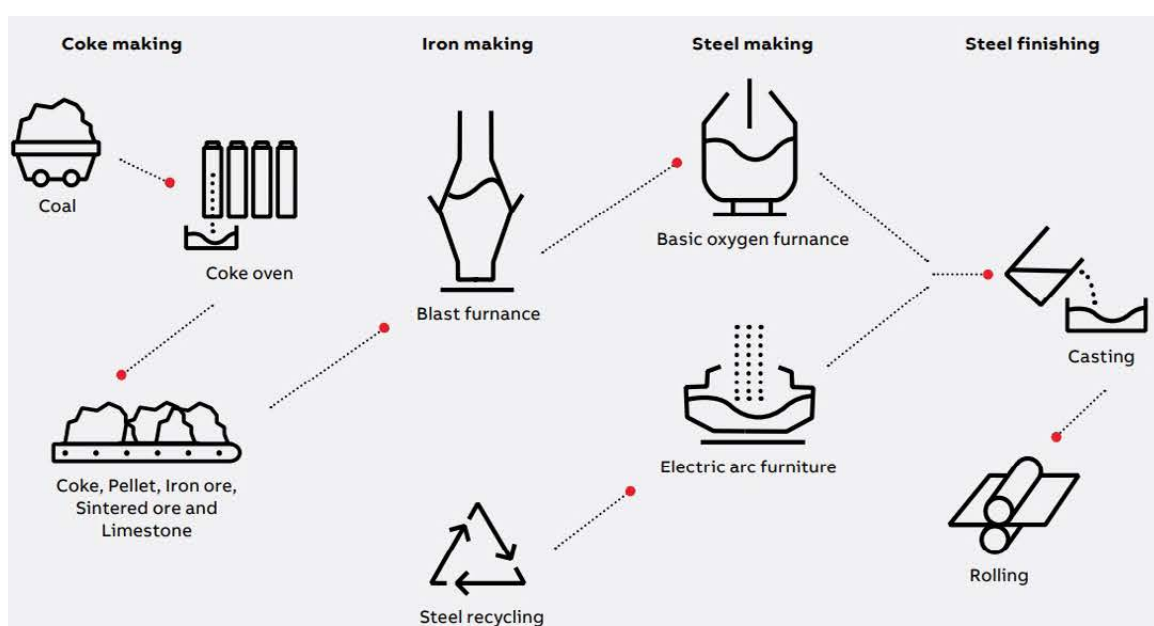 Coke making
Iron making
Steel making
Steel finishing
Coal
Coke oven
Coke, Pellet, Iron ore,
Sintered ore and
Limestone
Blast furnance
Steel recycling
Basic oxygen furnance
Electric arc furniture
Casting
Rolling